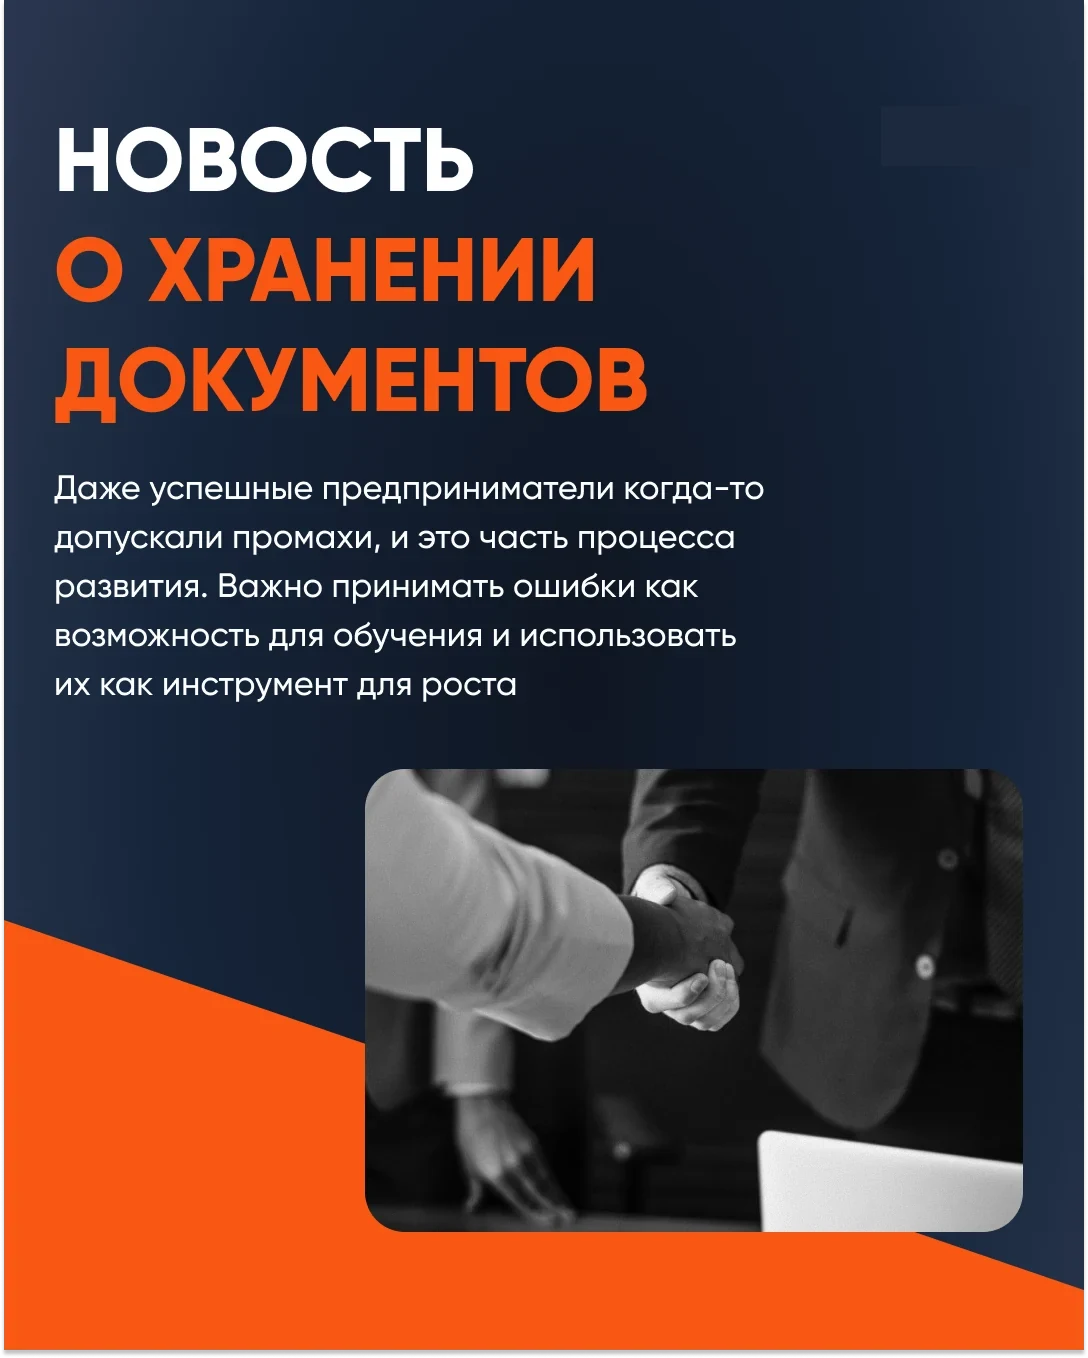 НОВОСТЬ
О ХРАНЕНИИ
ДОКУМЕНТОВ
Даже успешные предприниматели когда-то
допускали промахи, и это часть процесса
развития. Важно принимать ошибки как
возможность для обучения и использовать
их как инструмент для роста